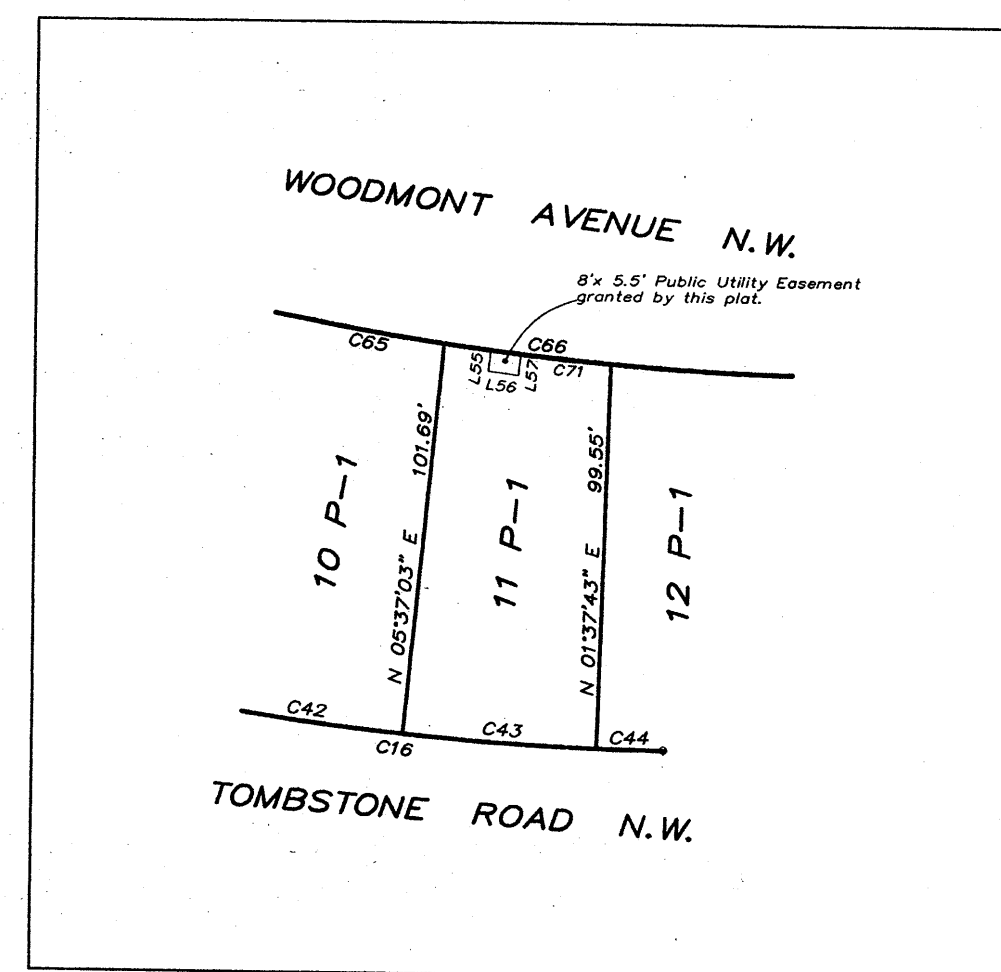 WOODMONT AVENUE N.W.
8'x 5.5' Public Utility Easement
granted by this plat.
C65
C66
L55
L56
L57
C71
101.69'
99.55'
10 P-1
11 P-1
12 P-1
N 05°37'03" E
N 01°37'43" E
C42
C43
C44
C16
TOMBSTONE ROAD N.W.